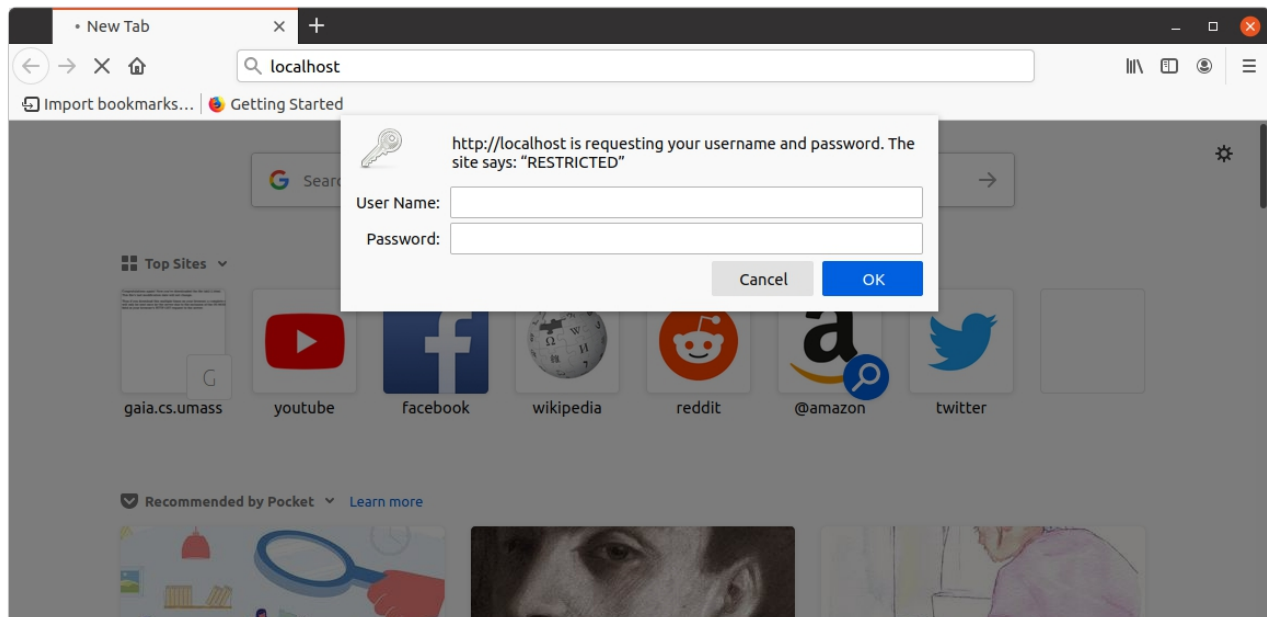 New Tab
localhost
Import bookmarks… Getting Started
http://localhost is requesting your username and password. The
site says: “RESTRICTED”
G Sear
User Name:
Password:
Cancel OK
Top Sites
G
gaia.cs.umass youtube facebook wikipedia reddit @amazon twitter
Recommended by Pocket Learn more